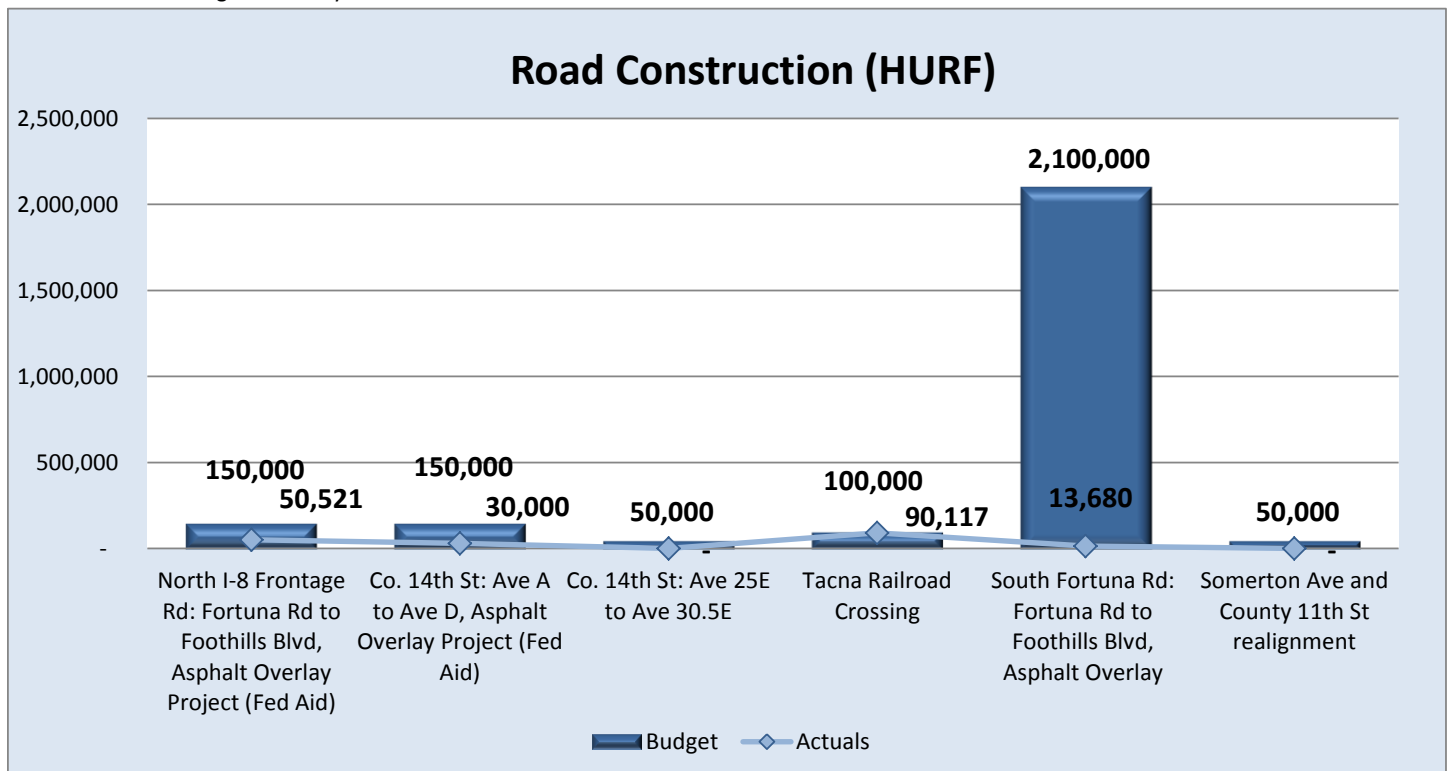 Road Construction (HURF)
2,500,000
2,000,000
1,500,000
1,000,000
500,000
-
150,000
50,521
150,000
30,000
50,000
-
100,000
90,117
2,100,000
13,680
50,000
-
North I-8 Frontage
Rd: Fortuna Rd to
Foothills Blvd,
Asphalt Overlay
Project (Fed Aid)
Co. 14th St: Ave A
to Ave D, Asphalt
Overlay Project (Fed
Aid)
Co. 14th St: Ave 25E
to Ave 30.5E
Tacna Railroad
Crossing
South Fortuna Rd:
Fortuna Rd to
Foothills Blvd,
Asphalt Overlay
Somerton Ave and
County 11th St
realignment
Budget
Actuals